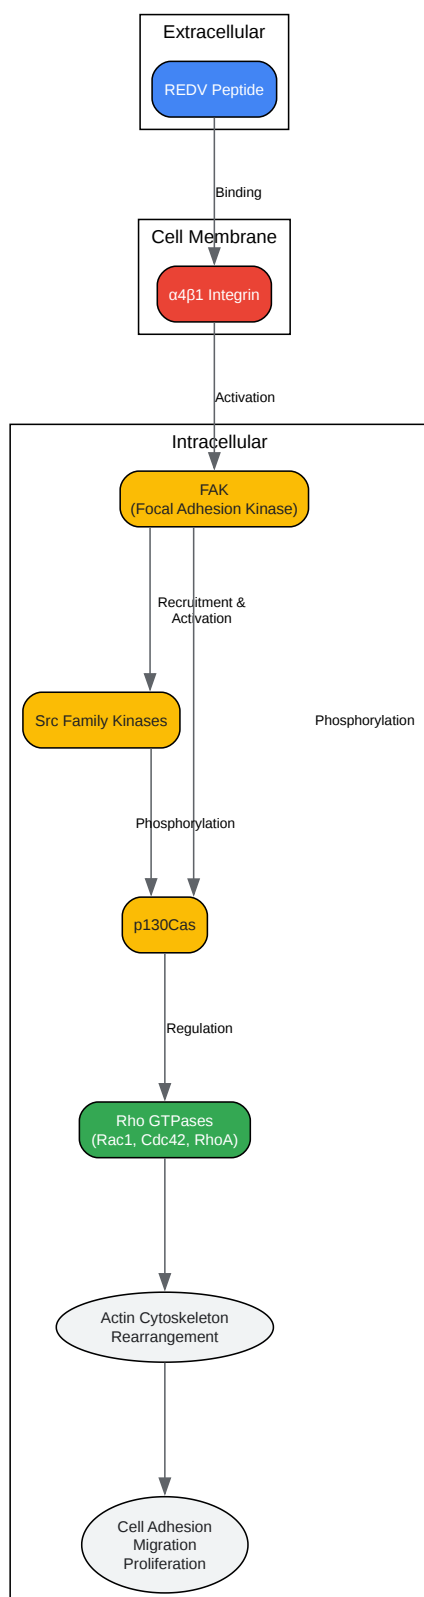 Extracellular
REDV Peptide
Binding
Cell Membrane
α4β1 Integrin
Activation
Intracellular
FAK
(Focal Adhesion Kinase)
Recruitment &
Activation
Src Family Kinases
Phosphorylation
Phosphorylation
p130Cas
Regulation
Rho GTPases
(Rac1, Cdc42, RhoA)
Actin Cytoskeleton
Rearrangement
Cell Adhesion
Migration
Proliferation